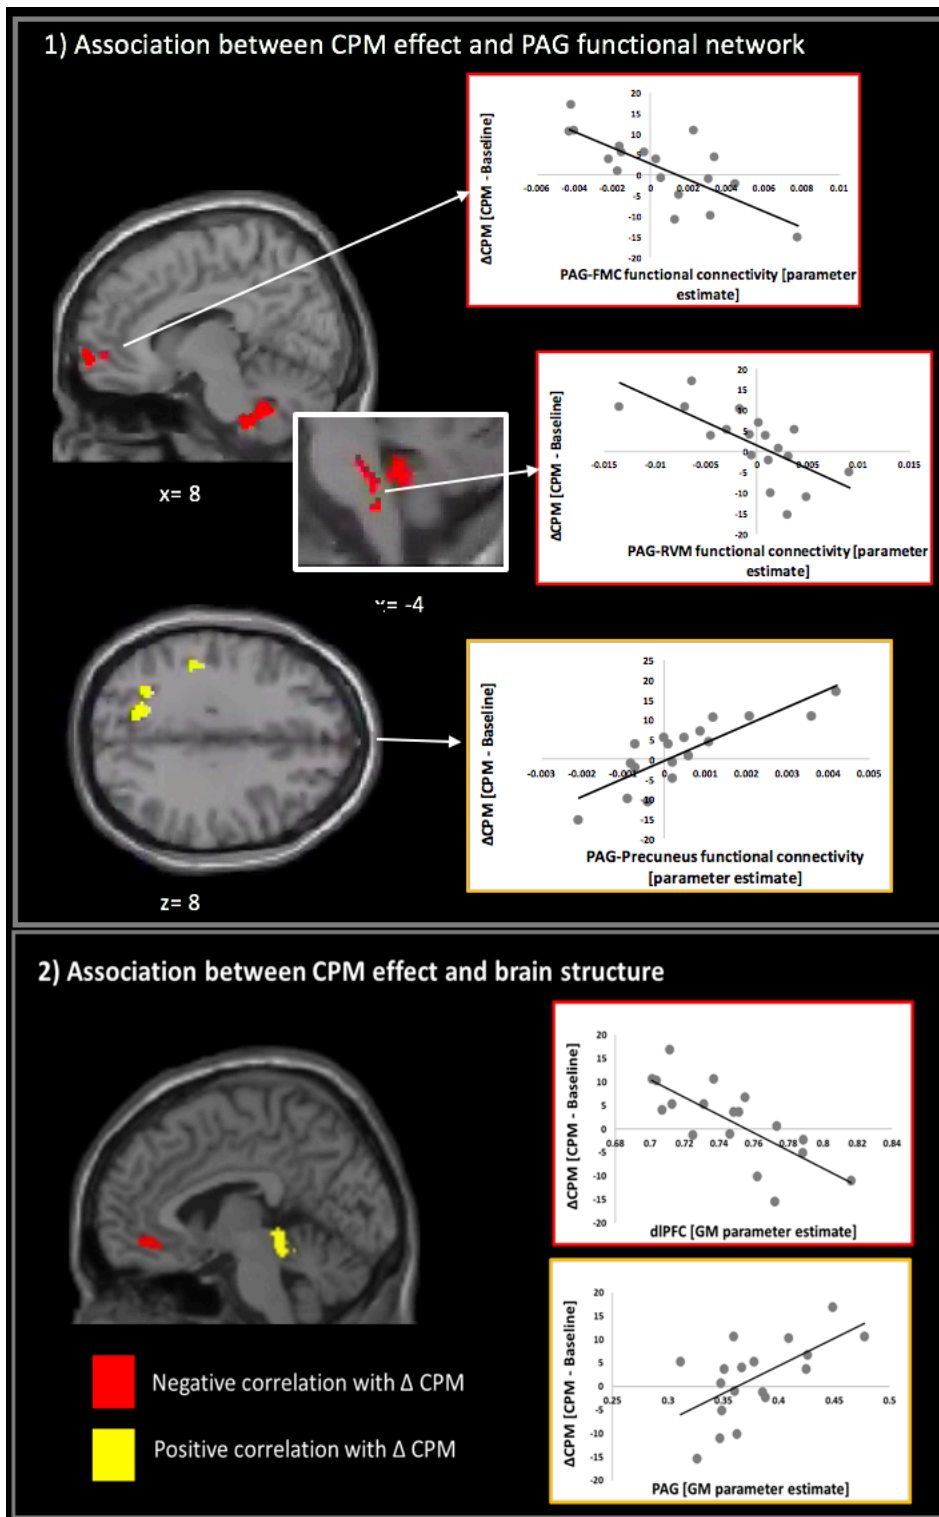 1) Association between CPM effect and PAG functional network
ΔCPM [CPM - Baseline]
20
15
10
5
0
-5
-10
-15
-20
-0.006 -0.004 -0.002 0 0.002 0.004 0.006 0.008 0.01
PAG-FMC functional connectivity [parameter
estimate]
x= 8
ΔCPM [CPM - Baseline]
20
15
10
5
0
-5
-10
-15
-20
-0.015 -0.010 -0.005 0 0.005 0.010 0.015
PAG-RVM functional connectivity [parameter
estimate]
= -4
ΔCPM [CPM - Baseline]
25
20
15
10
5
0
-5
-10
-15
-20
-0.003 -0.002 -0.001 0 0.001 0.002 0.003 0.004 0.005
PAG-Precuneus functional connectivity
[parameter estimate]
z= 8
2) Association between CPM effect and brain structure
ΔCPM [CPM - Baseline]
20
15
10
5
0
-5
-10
-15
-20
0.68 0.7 0.72 0.74 0.76 0.78 0.8 0.82 0.84
dlPFC [GM parameter estimate]
ΔCPM [CPM - Baseline]
20
15
10
5
0
-5
-10
-15
-20
0.25 0.3 0.35 0.4 0.45 0.5
PAG [GM parameter estimate]
Negative correlation with Δ CPM
Positive correlation with Δ CPM